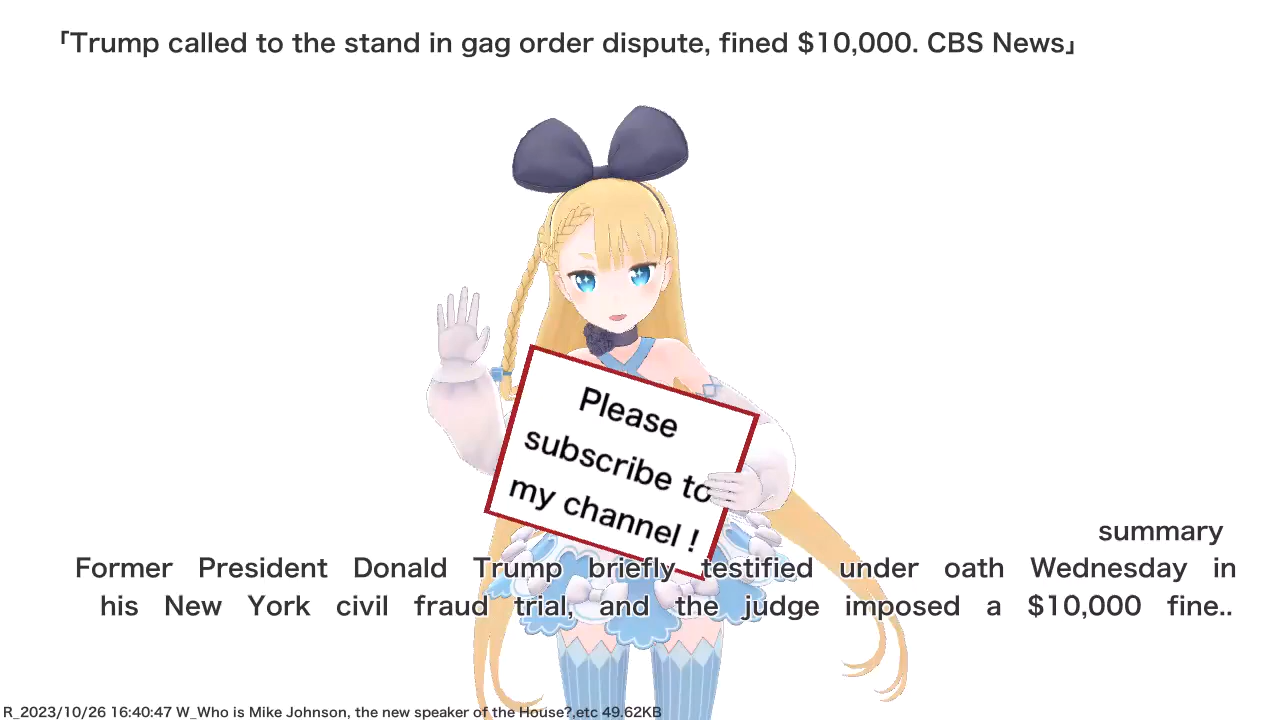 「Trump called to the stand in gag order dispute, fined $10,000. CBS News」
Please
subscribe to
my channel !
summary
Former President Donald Trump briefly testified under oath Wednesday in
his New York civil fraud trial, and the judge imposed a $10,000 fine..
R_2023/10/26 16:40:47 W_Who is Mike Johnson, the new speaker of the House?,etc 49.62KB